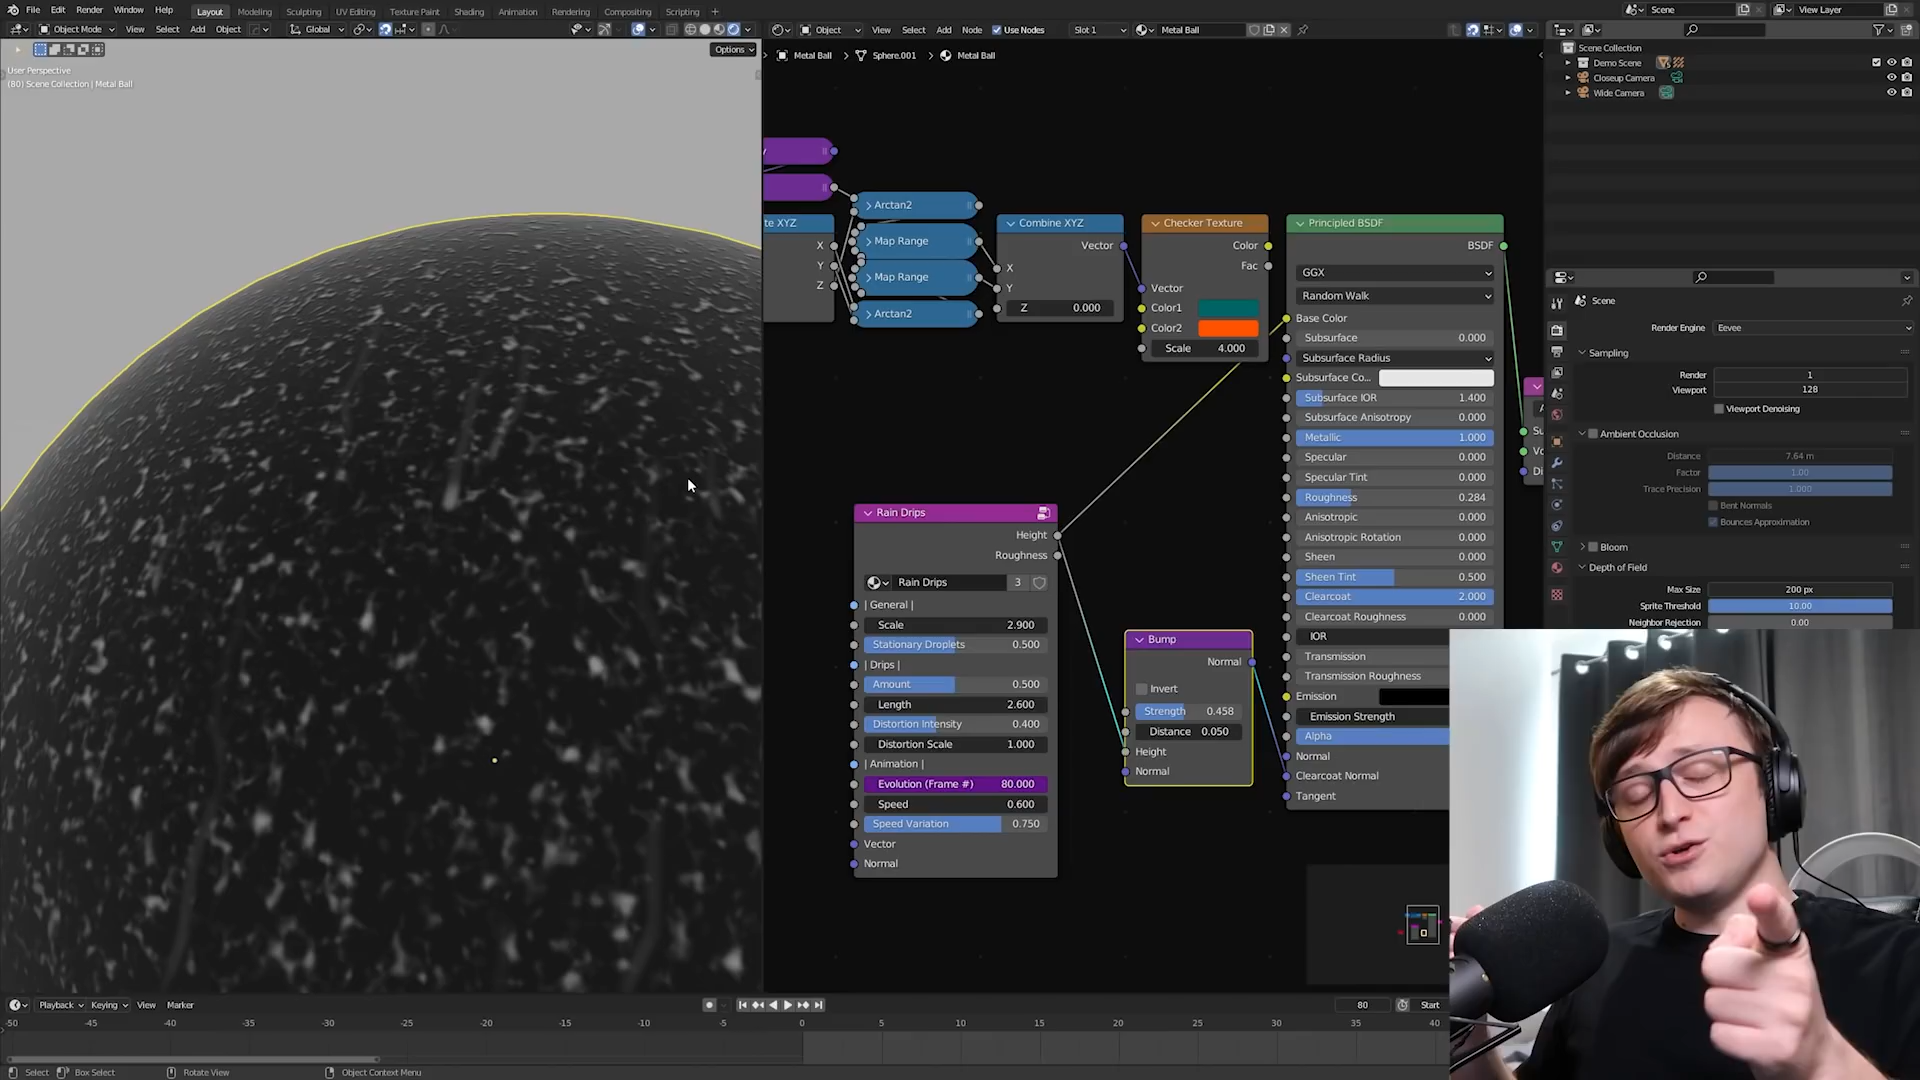 File Edit Render Window Help Layout Modeling Sculpting UV Editing Texture Paint Shading Animation Rendering Compositing Scripting + Scene View Layer
Object Mode View Select Add Object Global Object View Select Add Node Use Nodes Slot 1 Metal Ball
Options
User Perspective
(80) Scene Collection | Metal Ball
Metal Ball > Sphere.001 > Metal Ball
te XYZ
X
Y
Z
Arctan2
Map Range
Map Range
Arctan2
Combine XYZ
Vector
X
Y
Z 0.000
Checker Texture
Color
Fac
Vector
Color1
Color2
Scale 4.000
Principled BSDF
BSDF
GGX
Random Walk
Base Color
Subsurface 0.000
Subsurface Radius
Subsurface Co...
Subsurface IOR 1.400
Subsurface Anisotropy 0.000
Metallic 1.000
Specular 0.000
Specular Tint 0.000
Roughness 0.284
Anisotropic 0.000
Anisotropic Rotation 0.000
Sheen 0.000
Sheen Tint 0.500
Clearcoat 2.000
Clearcoat Roughness 0.000
IOR
Transmission
Transmission Roughness
Emission
Emission Strength
Alpha
Normal
Clearcoat Normal
Tangent
Rain Drips
Height
Roughness
Rain Drips 3
| General |
Scale 2.900
Stationary Droplets 0.500
| Drips |
Amount 0.500
Length 2.600
Distortion Intensity 0.400
Distortion Scale 1.000
| Animation |
Evolution (Frame #) 80.000
Speed 0.600
Speed Variation 0.750
Vector
Normal
Bump
Normal
Invert
Strength 0.458
Distance 0.050
Height
Normal
Scene Collection
Demo Scene
Closeup Camera
Wide Camera
Scene
Render Engine Eevee
Sampling
Render 1
Viewport 128
Viewport Denoising
Ambient Occlusion
Distance 7.64 m
Factor 1.00
Trace Precision 1.000
Bent Normals
Bounces Approximation
Bloom
Depth of Field
Max Size 200 px
Sprite Threshold 10.00
Neighbor Rejection 0.00
Playback Keying View Marker 80 Start
-50 -45 -40 -35 -30 -25 -20 -15 -10 -5 0 5 10 15 20 25 30 35 40
Select Box Select Rotate View Object Context Menu